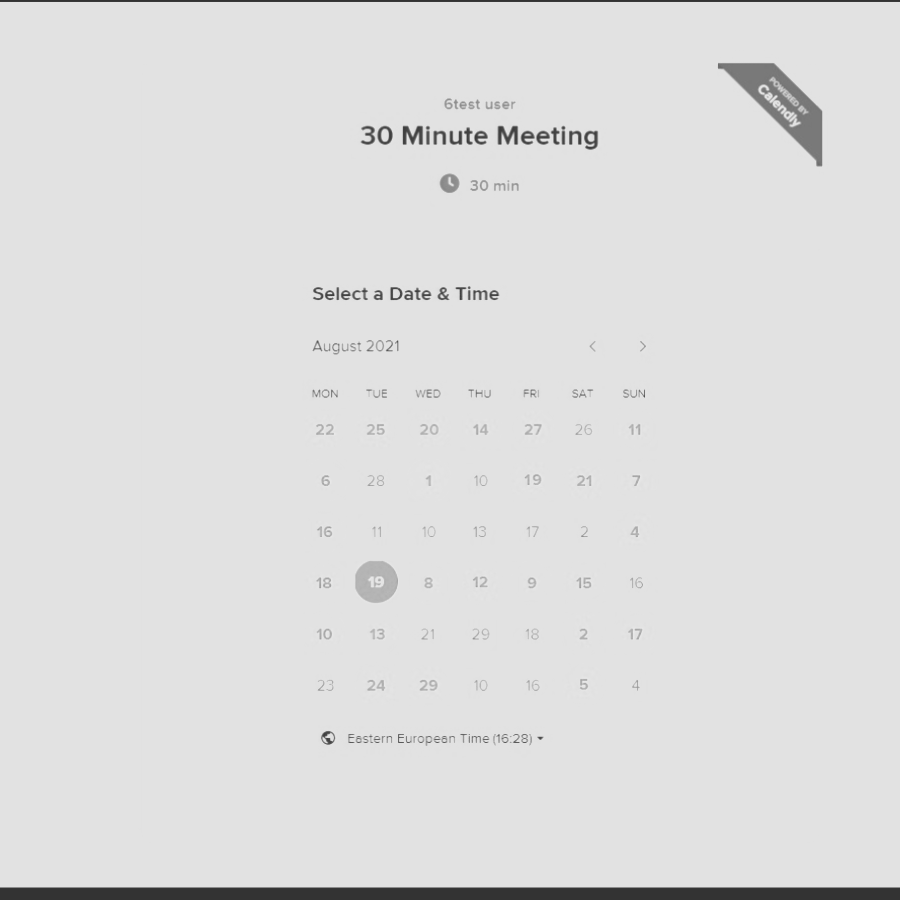 POWERED BY
Calendly
6test user
30 Minute Meeting
30 min
Select a Date & Time
August 2021
MON TUE WED THU FRI SAT SUN
22 25 20 14 27 26 11
6 28 1 10 19 21 7
16 11 10 13 17 2 4
18 19 8 12 9 15 16
10 13 21 29 18 2 17
23 24 29 10 16 5 4
Eastern European Time (16:28)